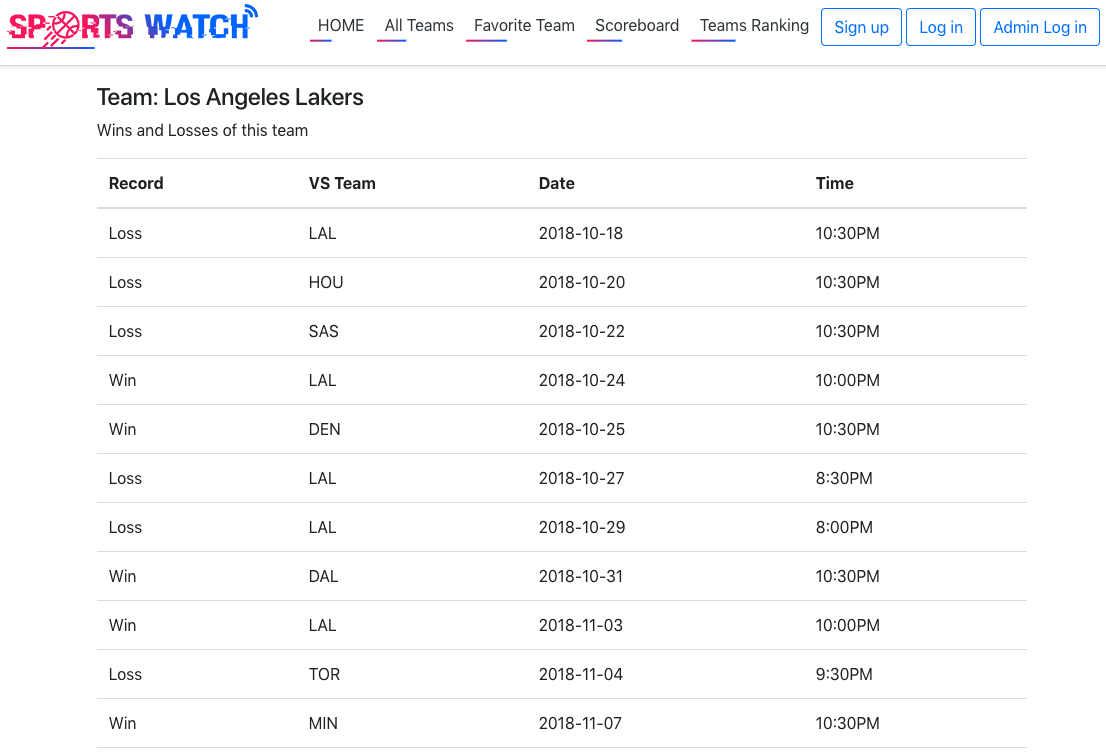 SPORTS WATCH HOME All Teams Favorite Team Scoreboard Teams Ranking Sign up Log in Admin Log in
Team: Los Angeles Lakers
Wins and Losses of this team
Record VS Team Date Time
Loss LAL 2018-10-18 10:30PM
Loss HOU 2018-10-20 10:30PM
Loss SAS 2018-10-22 10:30PM
Win LAL 2018-10-24 10:00PM
Win DEN 2018-10-25 10:30PM
Loss LAL 2018-10-27 8:30PM
Loss LAL 2018-10-29 8:00PM
Win DAL 2018-10-31 10:30PM
Win LAL 2018-11-03 10:00PM
Loss TOR 2018-11-04 9:30PM
Win MIN 2018-11-07 10:30PM